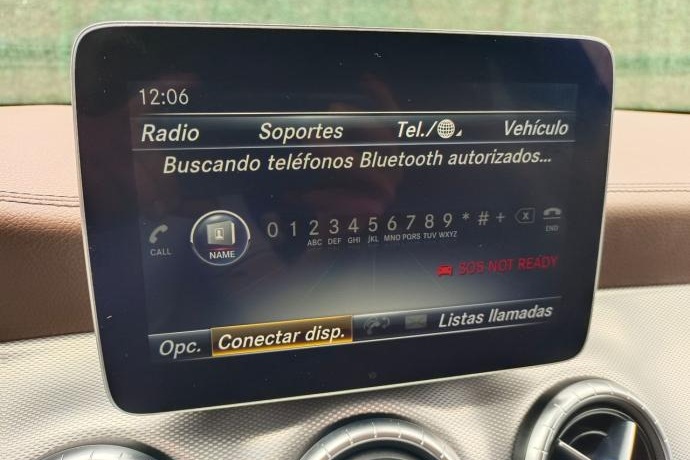 12:06
Radio Soportes Tel./ Vehículo
Buscando teléfonos Bluetooth autorizados...
0 1 2 3 4 5 6 7 8 9 * # + X
ABC DEF GHI JKL MNO PQRS TUV WXYZ
CALL NAME END
SOS NOT READY
Opc. Conectar disp. Listas llamadas